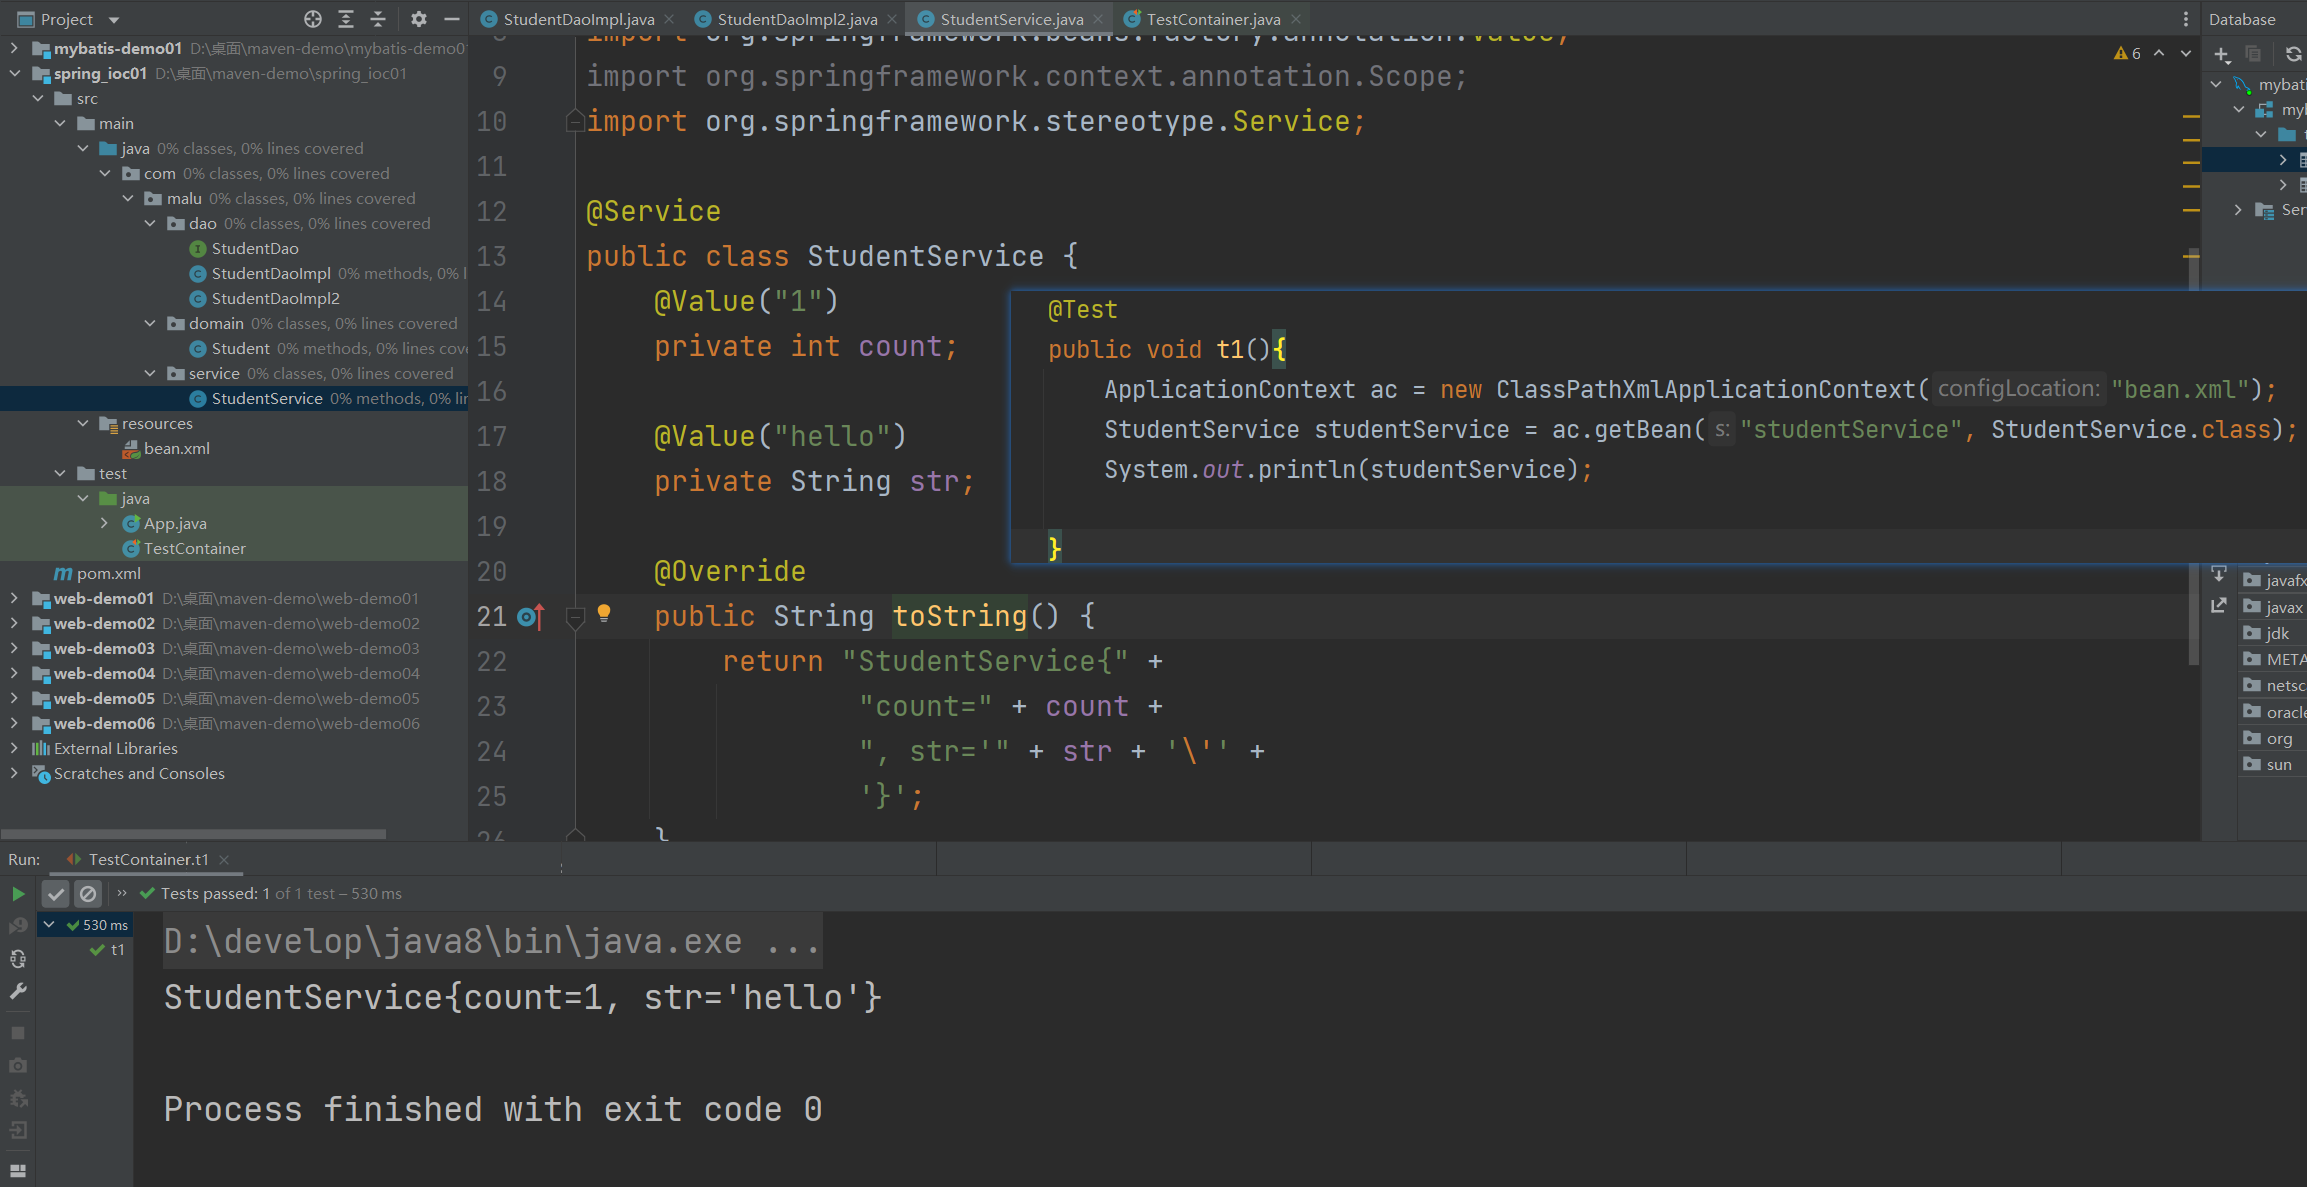 Project
StudentDaoImpl.java
StudentDaoImpl2.java
StudentService.java
TestContainer.java
Database
mybatis-demo01 D:\桌面\maven-demo\mybatis-demo01
spring_ioc01 D:\桌面\maven-demo\spring_ioc01
src
main
java 0% classes, 0% lines covered
com 0% classes, 0% lines covered
malu 0% classes, 0% lines covered
dao 0% classes, 0% lines covered
StudentDao
StudentDaoImpl 0% methods, 0% l
StudentDaoImpl2
domain 0% classes, 0% lines covered
Student 0% methods, 0% lines cov
service 0% classes, 0% lines covered
StudentService 0% methods, 0% lin
resources
bean.xml
test
java
App.java
TestContainer
pom.xml
web-demo01 D:\桌面\maven-demo\web-demo01
web-demo02 D:\桌面\maven-demo\web-demo02
web-demo03 D:\桌面\maven-demo\web-demo03
web-demo04 D:\桌面\maven-demo\web-demo04
web-demo05 D:\桌面\maven-demo\web-demo05
web-demo06 D:\桌面\maven-demo\web-demo06
External Libraries
Scratches and Consoles
8 import org.springframework.beans.factory.annotation.Value;
9 import org.springframework.context.annotation.Scope;
10 import org.springframework.stereotype.Service;
11
12 @Service
13 public class StudentService {
14 @Value("1")
15 private int count;
16
17 @Value("hello")
18 private String str;
19
20 @Override
21 public String toString() {
22 return "StudentService{" +
23 "count=" + count +
24 ", str='" + str + '\'' +
25 '}';
26 }
6
@Test
public void t1(){
ApplicationContext ac = new ClassPathXmlApplicationContext( configLocation: "bean.xml");
StudentService studentService = ac.getBean( s: "studentService", StudentService.class);
System.out.println(studentService);
}
mybati
myl
t
Ser
javafx
javax
jdk
META
netsc
oracle
org
sun
Run: TestContainer.t1
Tests passed: 1 of 1 test – 530 ms
530 ms
t1
D:\develop\java8\bin\java.exe ...
StudentService{count=1, str='hello'}
Process finished with exit code 0